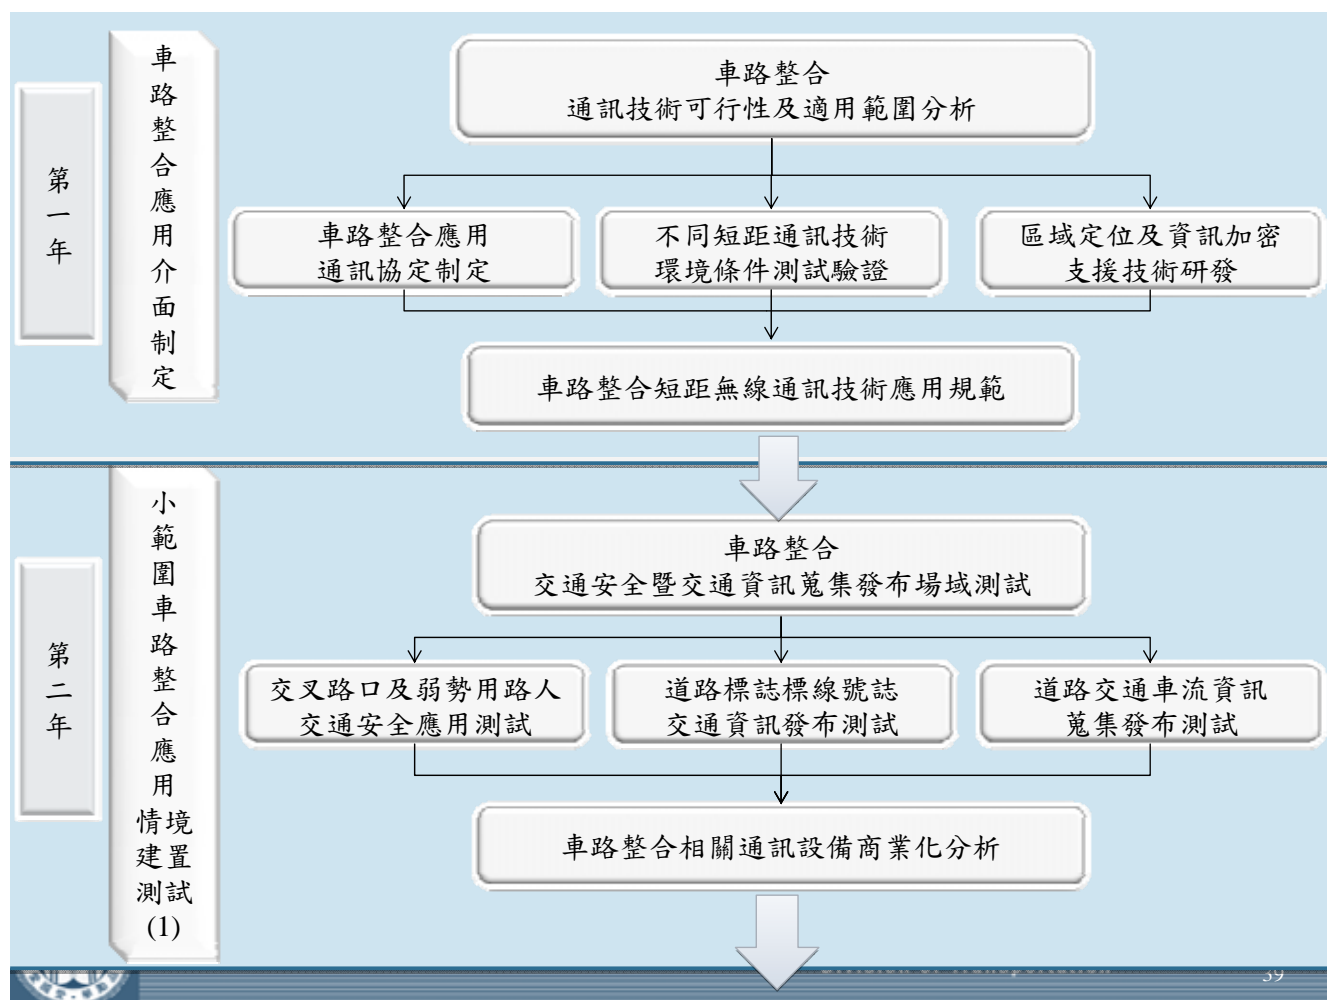 第一年
車路整合應用介面制定
車路整合
通訊技術可行性及適用範圍分析
車路整合應用
通訊協定制定
不同短距通訊技術
環境條件測試驗證
區域定位及資訊加密
支援技術研發
車路整合短距無線通訊技術應用規範
第二年
小範圍車路整合應用
情境
建置
測試
(1)
車路整合
交通安全暨交通資訊蒐集發布場域測試
交叉路口及弱勢用路人
交通安全應用測試
道路標誌標線號誌
交通資訊發布測試
道路交通車流資訊
蒐集發布測試
車路整合相關通訊設備商業化分析
39